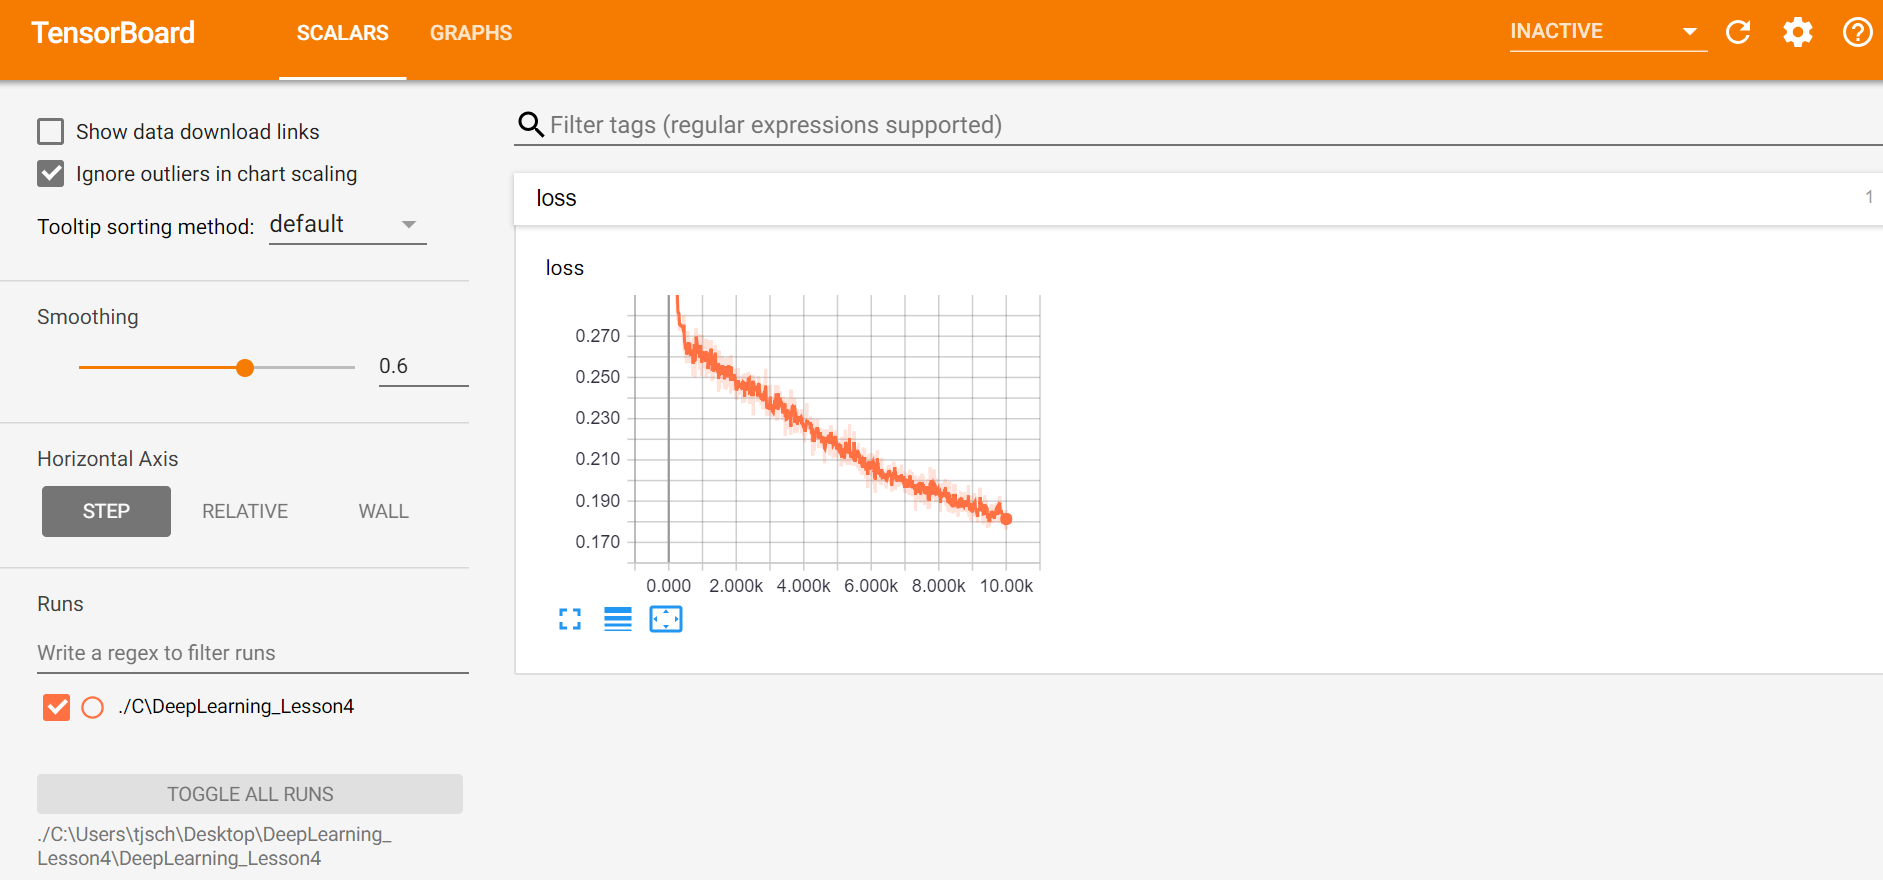 TensorBoard SCALARS GRAPHS INACTIVE
Show data download links
Ignore outliers in chart scaling
Tooltip sorting method: default
Smoothing
0.6
Horizontal Axis
STEP RELATIVE WALL
Runs
Write a regex to filter runs
./C\DeepLearning_Lesson4
TOGGLE ALL RUNS
./C:\Users\tjsch\Desktop\DeepLearning_
Lesson4\DeepLearning_Lesson4
Filter tags (regular expressions supported)
loss 1
loss
0.270
0.250
0.230
0.210
0.190
0.170
0.000 2.000k 4.000k 6.000k 8.000k 10.00k